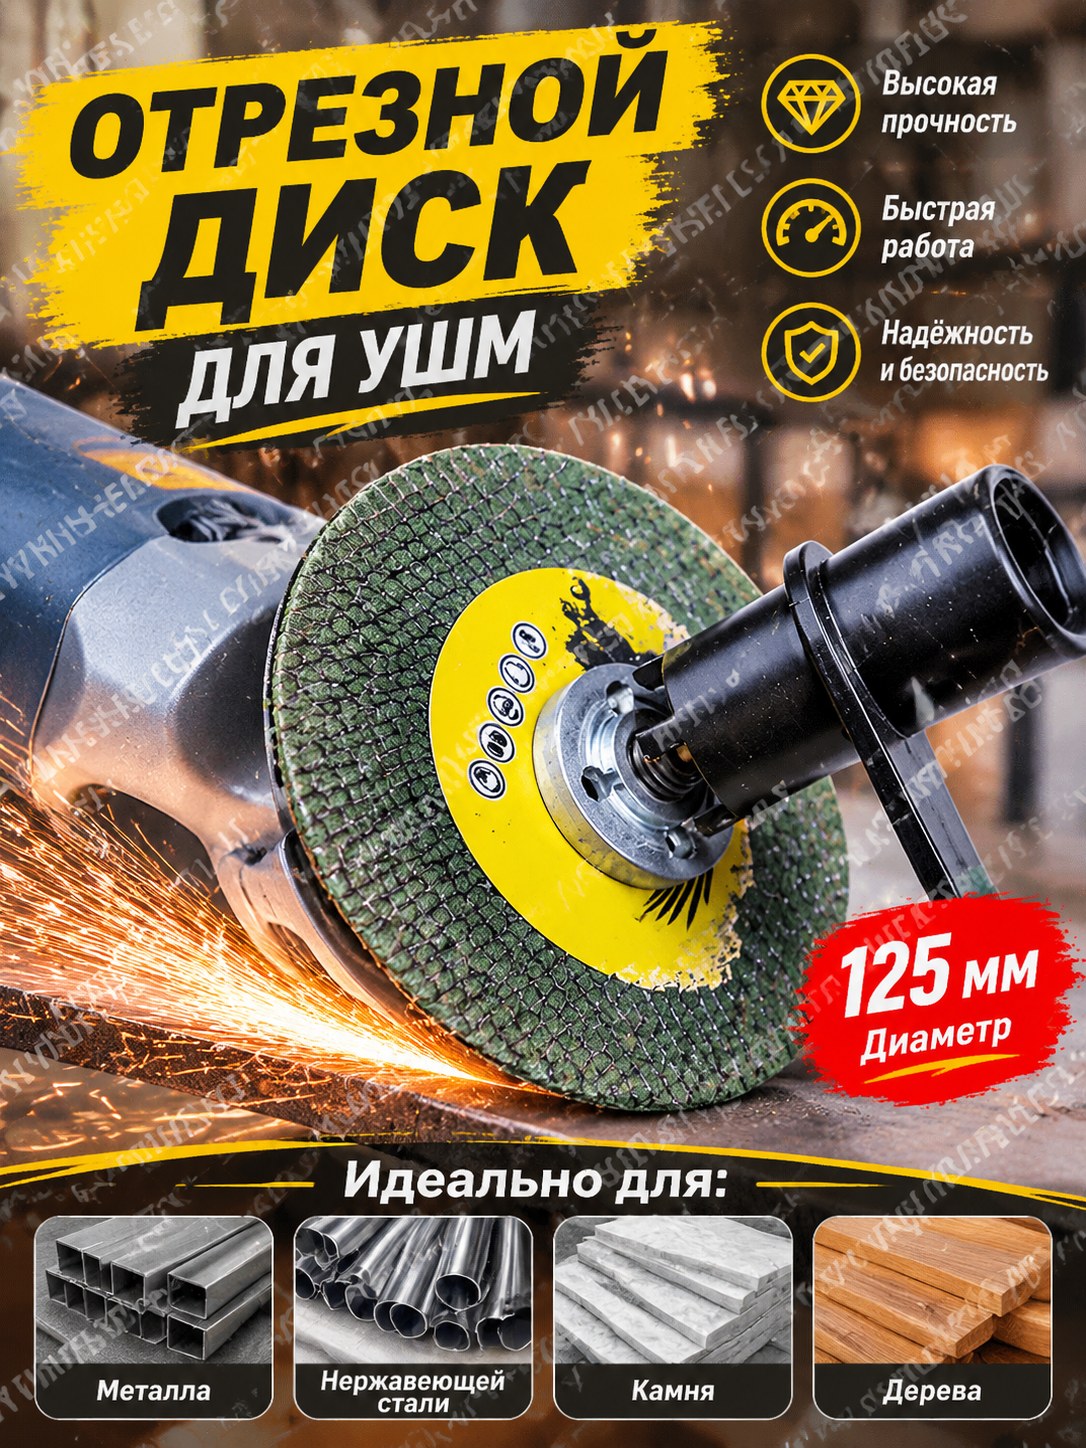 ОТРЕЗНОЙ
ДИСК
ДЛЯ УШМ
Высокая
прочность
Быстрая
работа
Надёжность
и безопасность
125 мм
Диаметр
Идеально для:
Металла
Нержавеющей
стали
Камня
Дерева